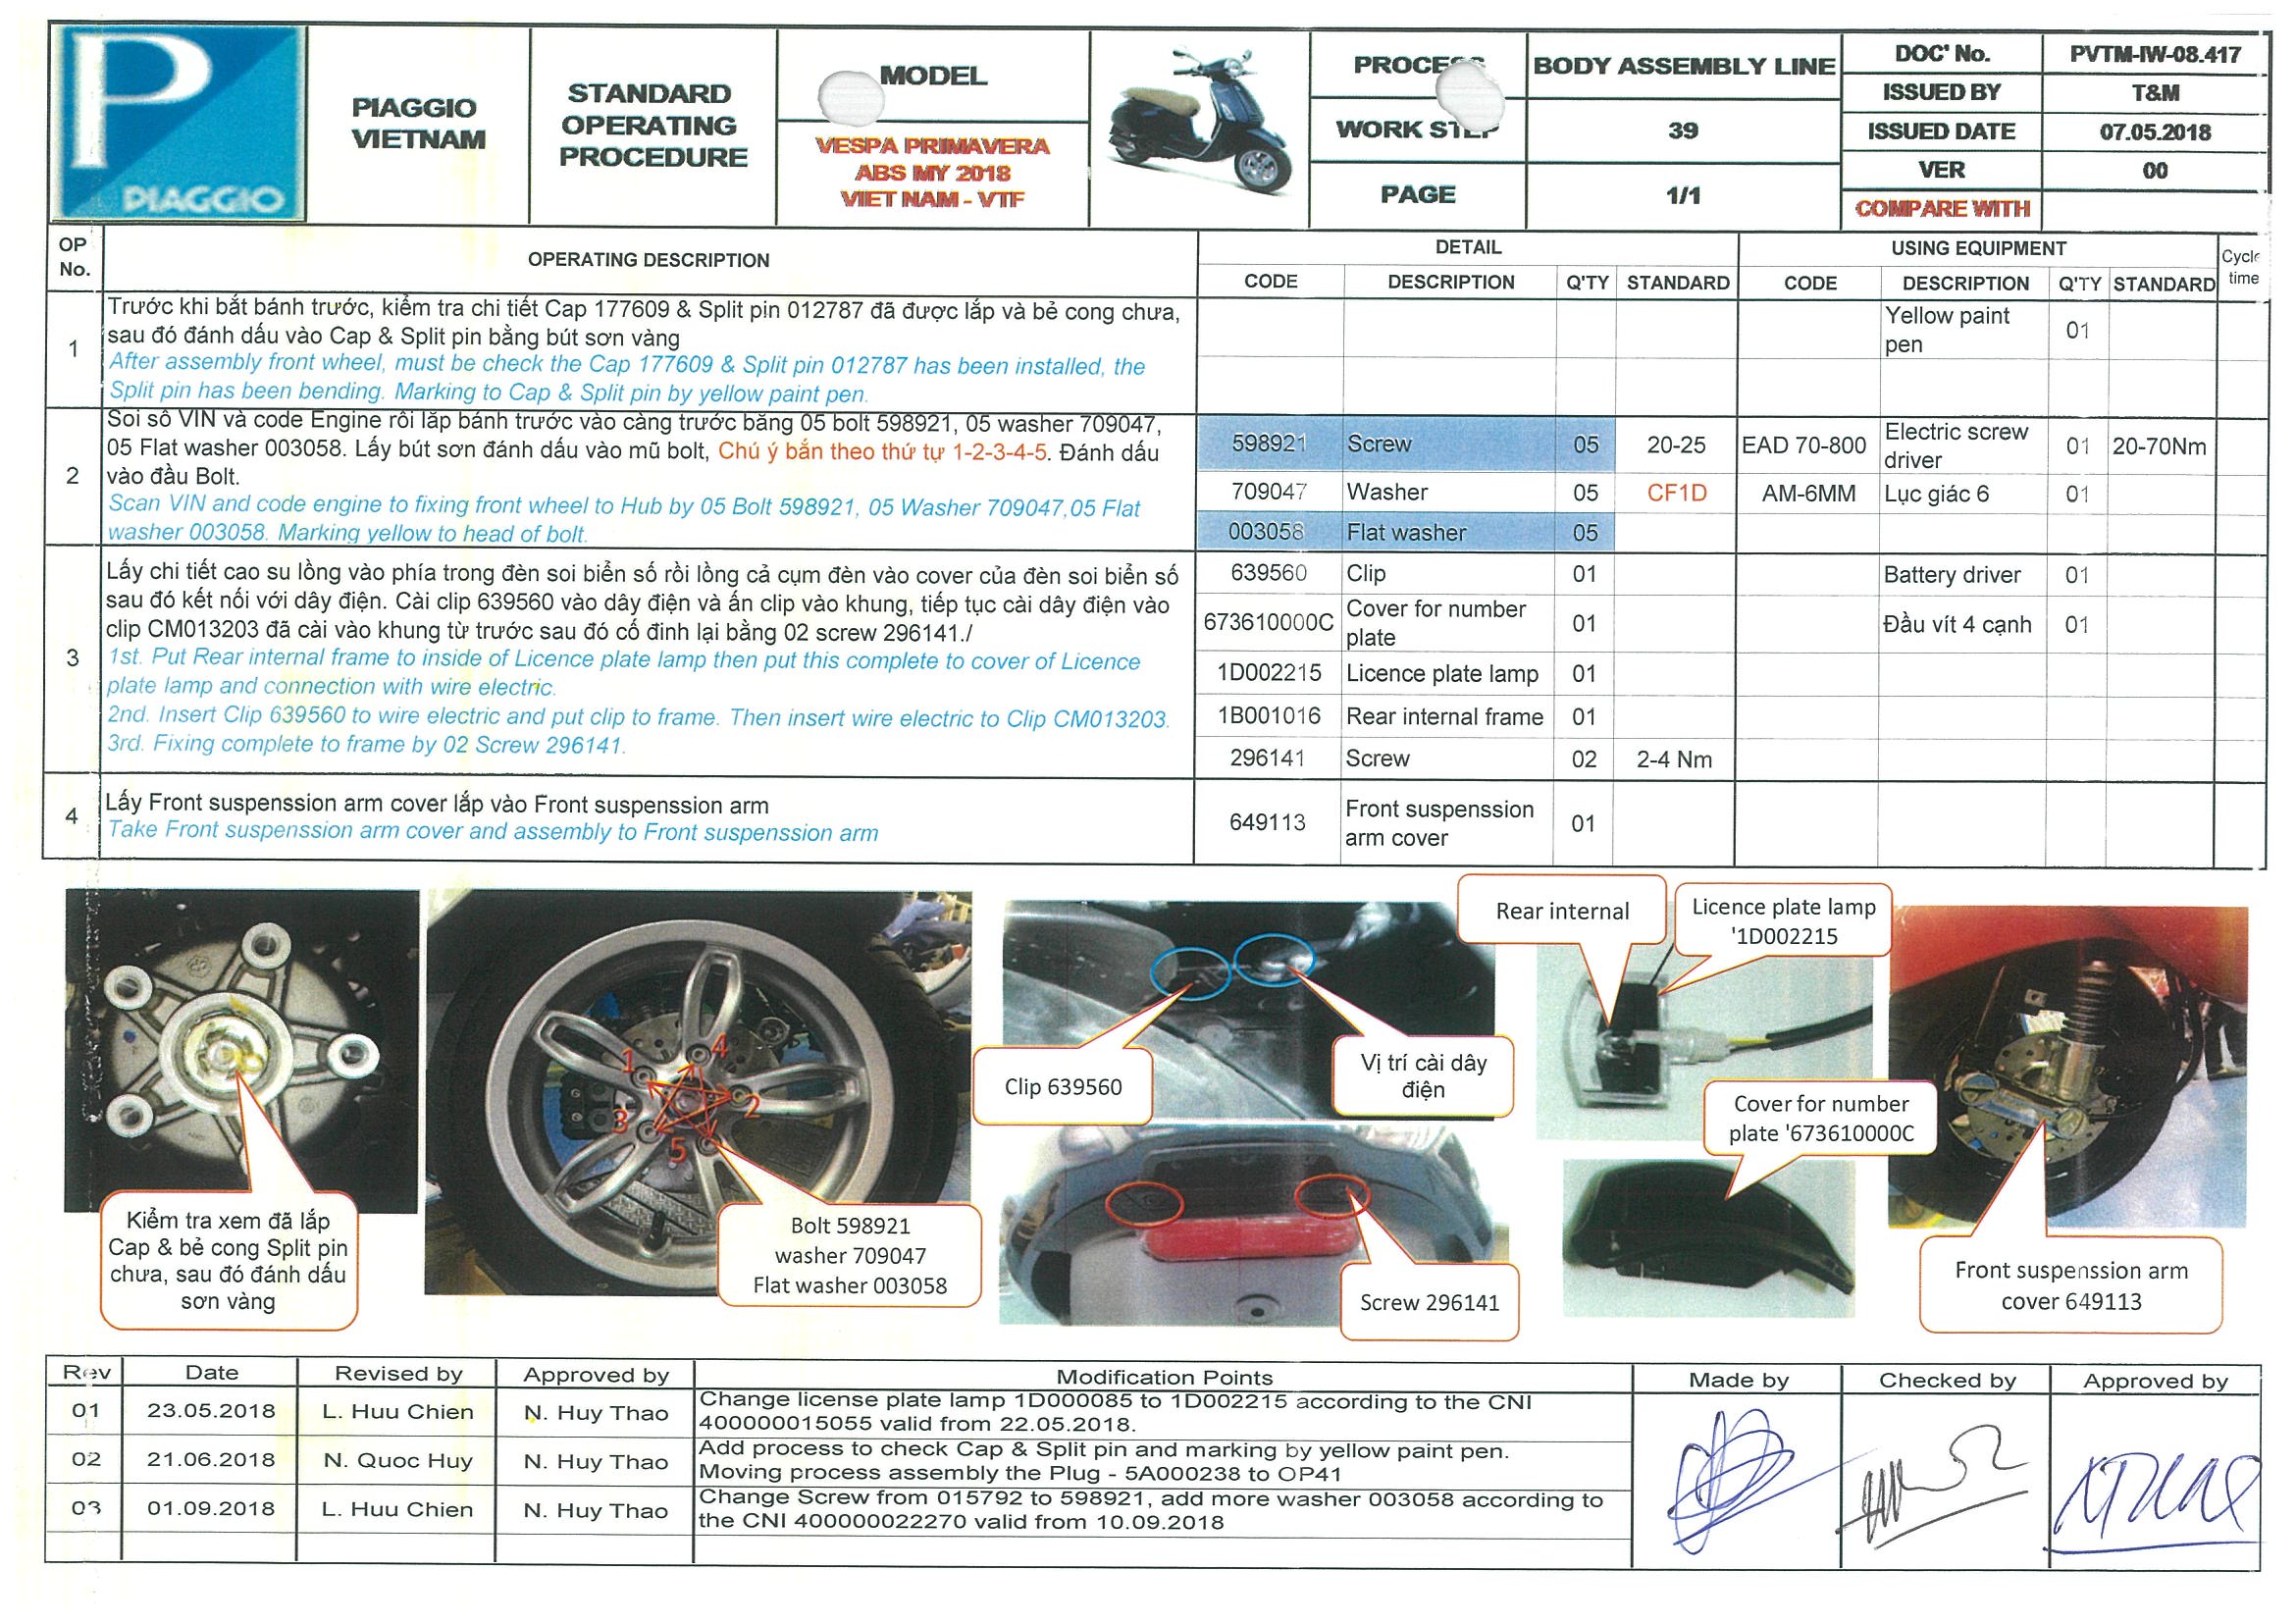 P
PIAGGIO
PIAGGIO
VIETNAM
STANDARD
OPERATING
PROCEDURE
MODEL
VESPA PRIMAVERA
ABS MY 2018
VIET NAM - VTF
PROCESS
BODY ASSEMBLY LINE
WORK STEP
39
PAGE
1/1
DOC' No.
PVTM-IW-08.417
ISSUED BY
T&M
ISSUED DATE
07.05.2018
VER
00
COMPARE WITH
OP
No.
OPERATING DESCRIPTION
DETAIL
USING EQUIPMENT
Cycle
time
CODE
DESCRIPTION
Q'TY
STANDARD
CODE
DESCRIPTION
Q'TY
STANDARD
1
Trước khi bắt bánh trước, kiểm tra chi tiết Cap 177609 & Split pin 012787 đã được lắp và bẻ cong chưa,
sau đó đánh dấu vào Cap & Split pin bằng bút sơn vàng
After assembly front wheel, must be check the Cap 177609 & Split pin 012787 has been installed, the
Split pin has been bending. Marking to Cap & Split pin by yellow paint pen.
Yellow paint
pen
01
2
Soi số VIN và code Engine rồi lắp bánh trước vào càng trước bằng 05 bolt 598921, 05 washer 709047,
05 Flat washer 003058. Lấy bút sơn đánh dấu vào mũ bolt, Chú ý bắn theo thứ tự 1-2-3-4-5. Đánh dấu
vào đầu Bolt.
Scan VIN and code engine to fixing front wheel to Hub by 05 Bolt 598921, 05 Washer 709047,05 Flat
washer 003058. Marking yellow to head of bolt.
598921 Screw 05 20-25 EAD 70-800 Electric screw
driver 01 20-70Nm
709047 Washer 05 CF1D AM-6MM Lục giác 6 01
003058 Flat washer 05
3
Lấy chi tiết cao su lồng vào phía trong đèn soi biển số rồi lồng cả cụm đèn vào cover của đèn soi biển số
sau đó kết nối với dây điện. Cài clip 639560 vào dây điện và ấn clip vào khung, tiếp tục cài dây điện vào
clip CM013203 đã cài vào khung từ trước sau đó cố đinh lại bằng 02 screw 296141./
1st. Put Rear internal frame to inside of Licence plate lamp then put this complete to cover of Licence
plate lamp and connection with wire electric.
2nd. Insert Clip 639560 to wire electric and put clip to frame. Then insert wire electric to Clip CM013203.
3rd. Fixing complete to frame by 02 Screw 296141.
639560 Clip 01 Battery driver 01
673610000C Cover for number
plate 01 Đầu vít 4 cạnh 01
1D002215 Licence plate lamp 01
1B001016 Rear internal frame 01
296141 Screw 02 2-4 Nm
4
Lấy Front suspenssion arm cover lắp vào Front suspenssion arm
Take Front suspenssion arm cover and assembly to Front suspenssion arm
649113 Front suspenssion
arm cover 01
Kiểm tra xem đã lắp
Cap & bẻ cong Split pin
chưa, sau đó đánh dấu
sơn vàng
1
4
2
3
5
Bolt 598921
washer 709047
Flat washer 003058
Clip 639560
Vị trí cài dây
điện
Screw 296141
Rear internal
Licence plate lamp
'1D002215
Cover for number
plate '673610000C
Front suspenssion arm
cover 649113
Rev Date Revised by Approved by Modification Points Made by Checked by Approved by
01 23.05.2018 L. Huu Chien N. Huy Thao Change license plate lamp 1D000085 to 1D002215 according to the CNI
400000015055 valid from 22.05.2018.
02 21.06.2018 N. Quoc Huy N. Huy Thao Add process to check Cap & Split pin and marking by yellow paint pen.
Moving process assembly the Plug - 5A000238 to OP41
03 01.09.2018 L. Huu Chien N. Huy Thao Change Screw from 015792 to 598921, add more washer 003058 according to
the CNI 400000022270 valid from 10.09.2018